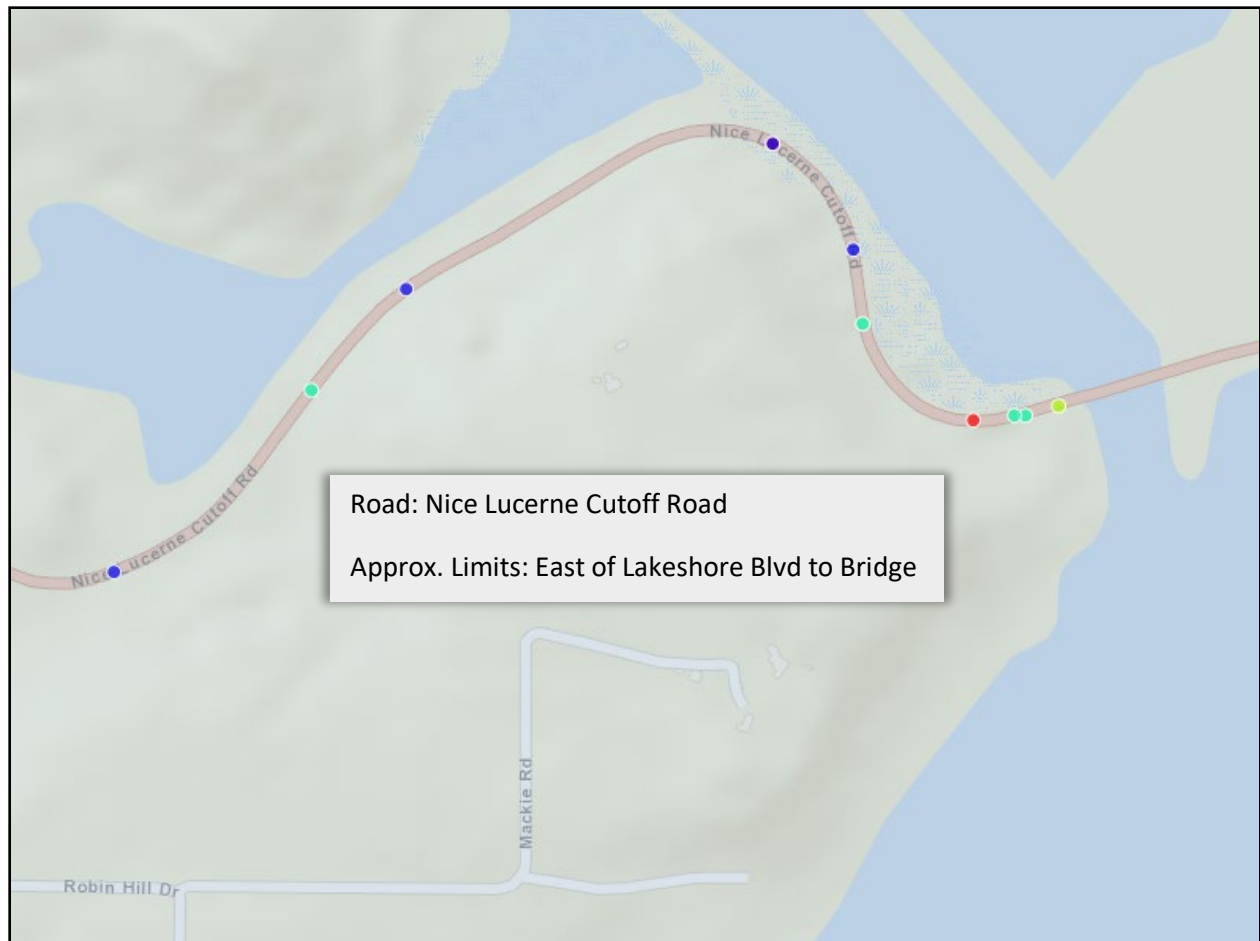 Nice Lucerne Cutoff Rd
Nice Lucerne Cutoff Rd
Road: Nice Lucerne Cutoff Road
Approx. Limits: East of Lakeshore Blvd to Bridge
Mackie Rd
Robin Hill Dr